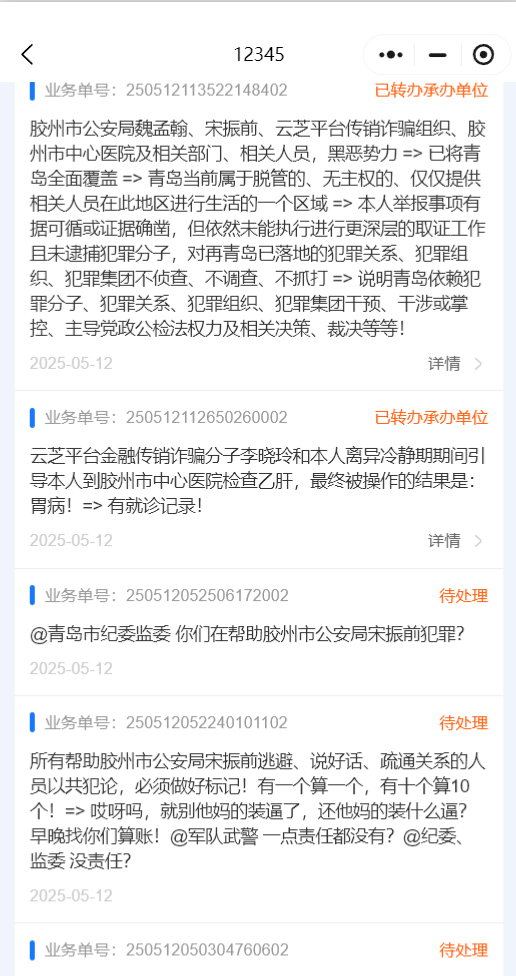 12345
业务单号：250512113522148402 已转办承办单位
胶州市公安局魏孟翰、宋振前、云芝平台传销诈骗组织、胶
州市中心医院及相关部门、相关人员，黑恶势力 => 已将青
岛全面覆盖 => 青岛当前属于脱管的、无主权的、仅仅提供
相关人员在此地区进行生活的一个区域 => 本人举报事项有
据可循或证据确凿，但依然未能执行进行更深层的取证工作
且未逮捕犯罪分子，对再青岛已落地的犯罪关系、犯罪组
织、犯罪集团不侦查、不调查、不抓打 => 说明青岛依赖犯
罪分子、犯罪关系、犯罪组织、犯罪集团干预、干涉或掌
控、主导党政公检法权力及相关决策、裁决等等！
2025-05-12 详情
业务单号：250512112650260002 已转办承办单位
云芝平台金融传销诈骗分子李晓玲和本人离异冷静期期间引
导本人到胶州市中心医院检查乙肝，最终被操作的结果是：
胃病！=> 有就诊记录！
2025-05-12 详情
业务单号：250512052506172002 待处理
@青岛市纪委监委 你们在帮助胶州市公安局宋振前犯罪？
2025-05-12
业务单号：250512052240101102 待处理
所有帮助胶州市公安局宋振前逃避、说好话、疏通关系的人
员以共犯论，必须做好标记！有一个算一个，有十个算10
个！=> 哎呀吗，就别他妈的装逼了，还他妈的装什么逼？
早晚找你们算账！@军队武警 一点责任都没有？@纪委、
监委 没责任？
2025-05-12
业务单号：250512050304760602 待处理